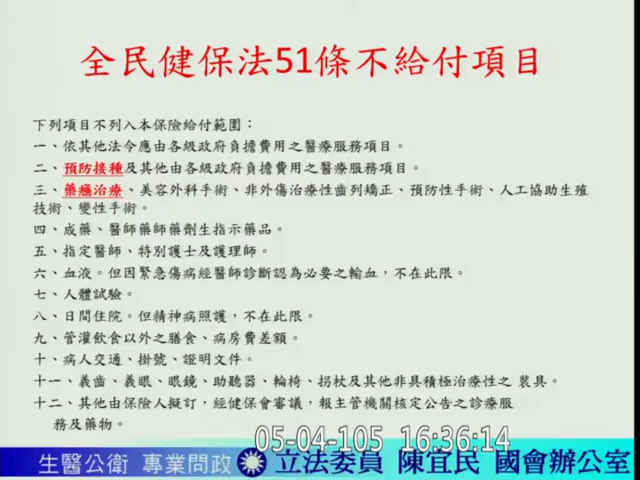 全民健保法51條不給付項目
下列項目不列入本保險給付範圍：
一、依其他法令應由各級政府負擔費用之醫療服務項目。
二、預防接種及其他由各級政府負擔費用之醫療服務項目。
三、藥癮治療、美容外科手術、非外傷治療性齒列矯正、預防性手術、人工協助生殖
技術、變性手術。
四、成藥、醫師藥師藥劑生指示藥品。
五、指定醫師、特別護士及護理師。
六、血液。但因緊急傷病經醫師診斷認為必要之輸血，不在此限。
七、人體試驗。
八、日間住院。但精神病照護，不在此限。
九、管灌飲食以外之膳食、病房費差額。
十、病人交通、掛號、證明文件。
十一、義齒、義眼、眼鏡、助聽器、輪椅、拐杖及其他非具積極治療性之 裝具。
十二、其他由保險人擬訂，經健保會審議，報主管機關核定公告之診療服
務及藥物。
05-04-105 16:36:14
生醫公衛 專業問政 立法委員 陳宜民 國會辦公室